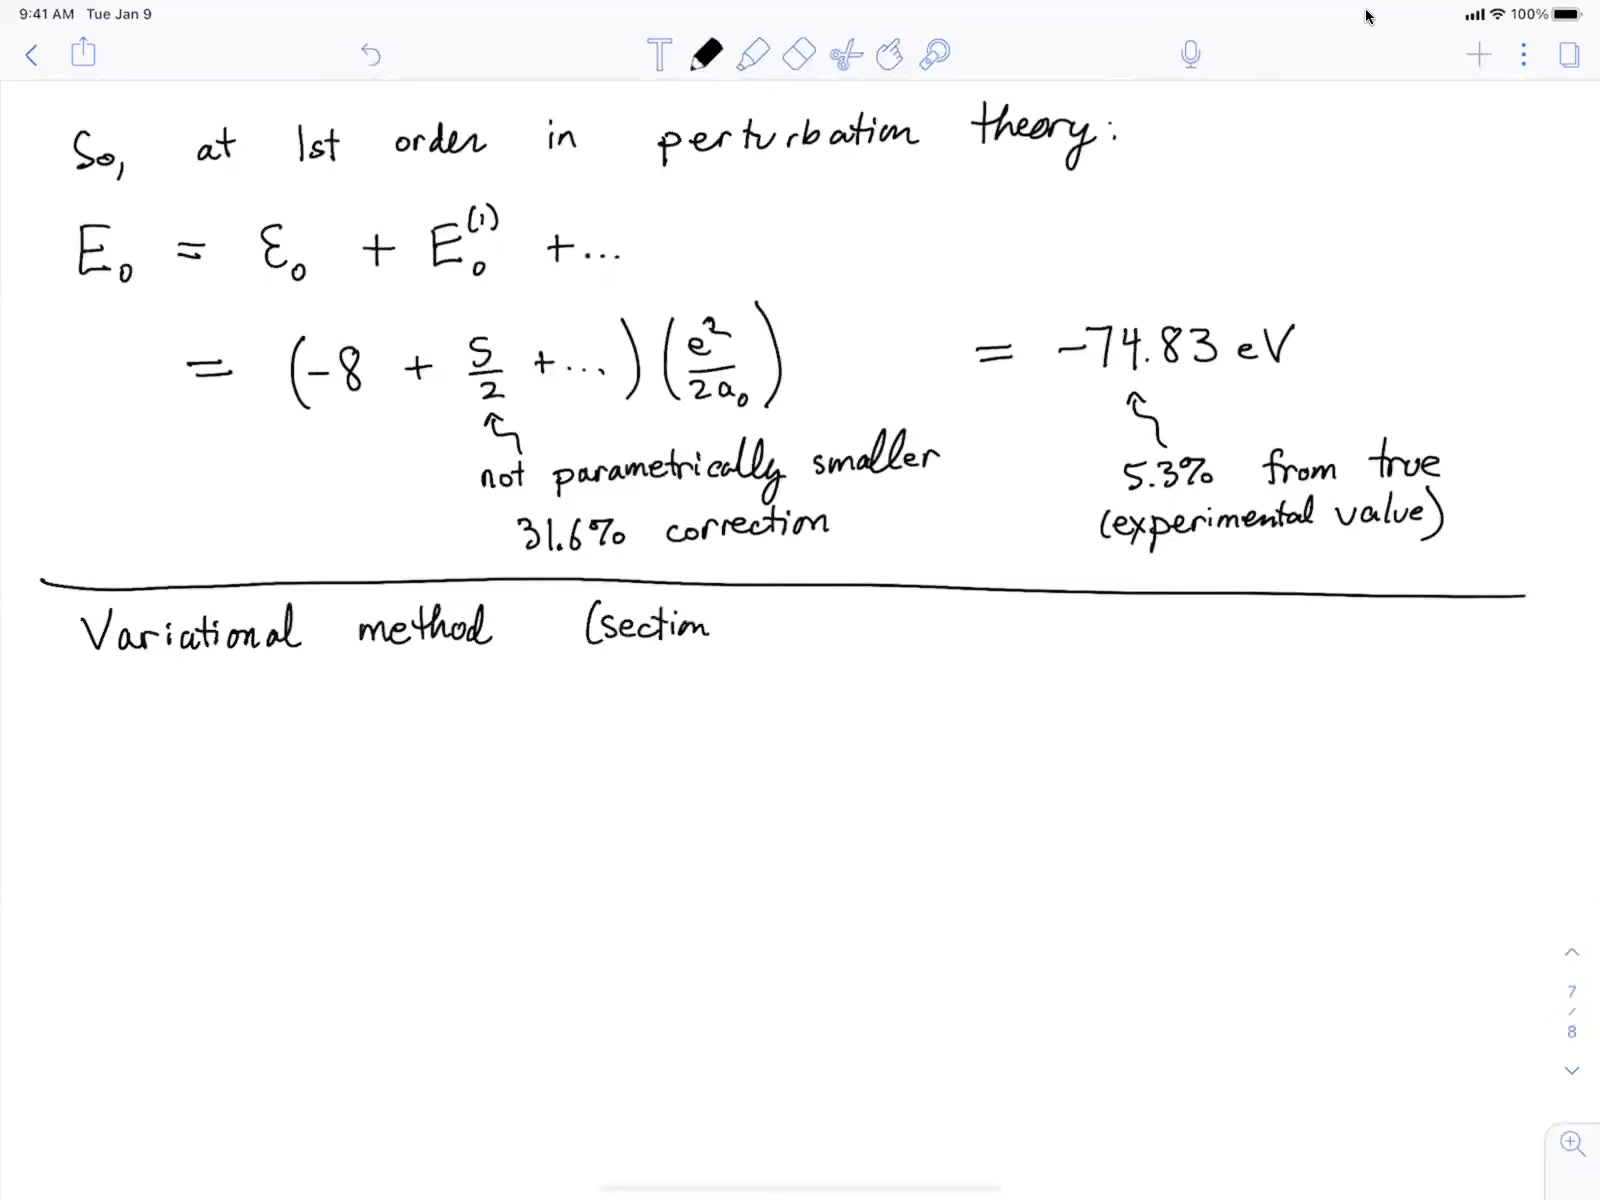 9:41 AM Tue Jan 9 100%
T
So, at 1st order in perturbation theory:
E₀ = ε₀ + E₀⁽¹⁾ + ...
= (-8 + 5/2 + ...) (e²/2a₀) = -74.83 eV
not parametrically smaller
31.6% correction
5.3% from true
(experimental value)
Variational method (section
7
/
8